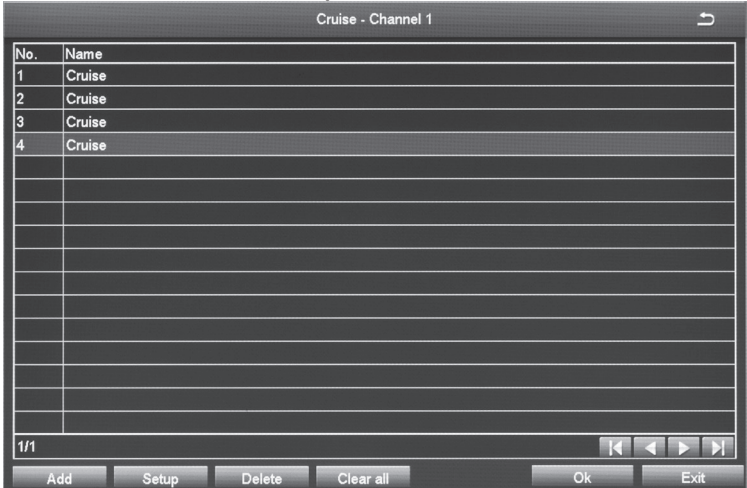 Cruise - Channel 1
No. Name
1 Cruise
2 Cruise
3 Cruise
4 Cruise
1/1
Add Setup Delete Clear all Ok Exit